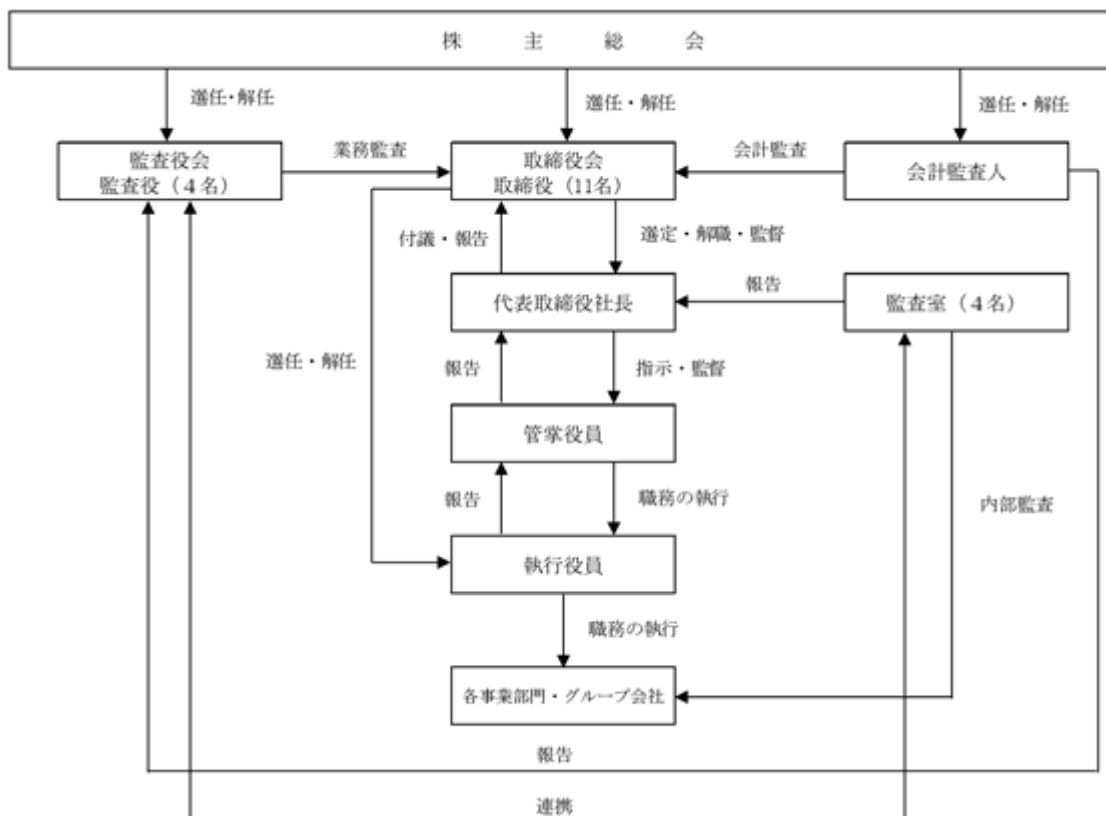 株主総会
選任・解任
選任・解任
選任・解任
監査役会
監査役（4名）
業務監査
取締役会
取締役（11名）
会計監査
会計監査人
付議・報告
選定・解職・監督
代表取締役社長
報告
監査室（4名）
選任・解任
報告
指示・監督
管掌役員
報告
職務の執行
内部監査
執行役員
職務の執行
各事業部門・グループ会社
報告
連携